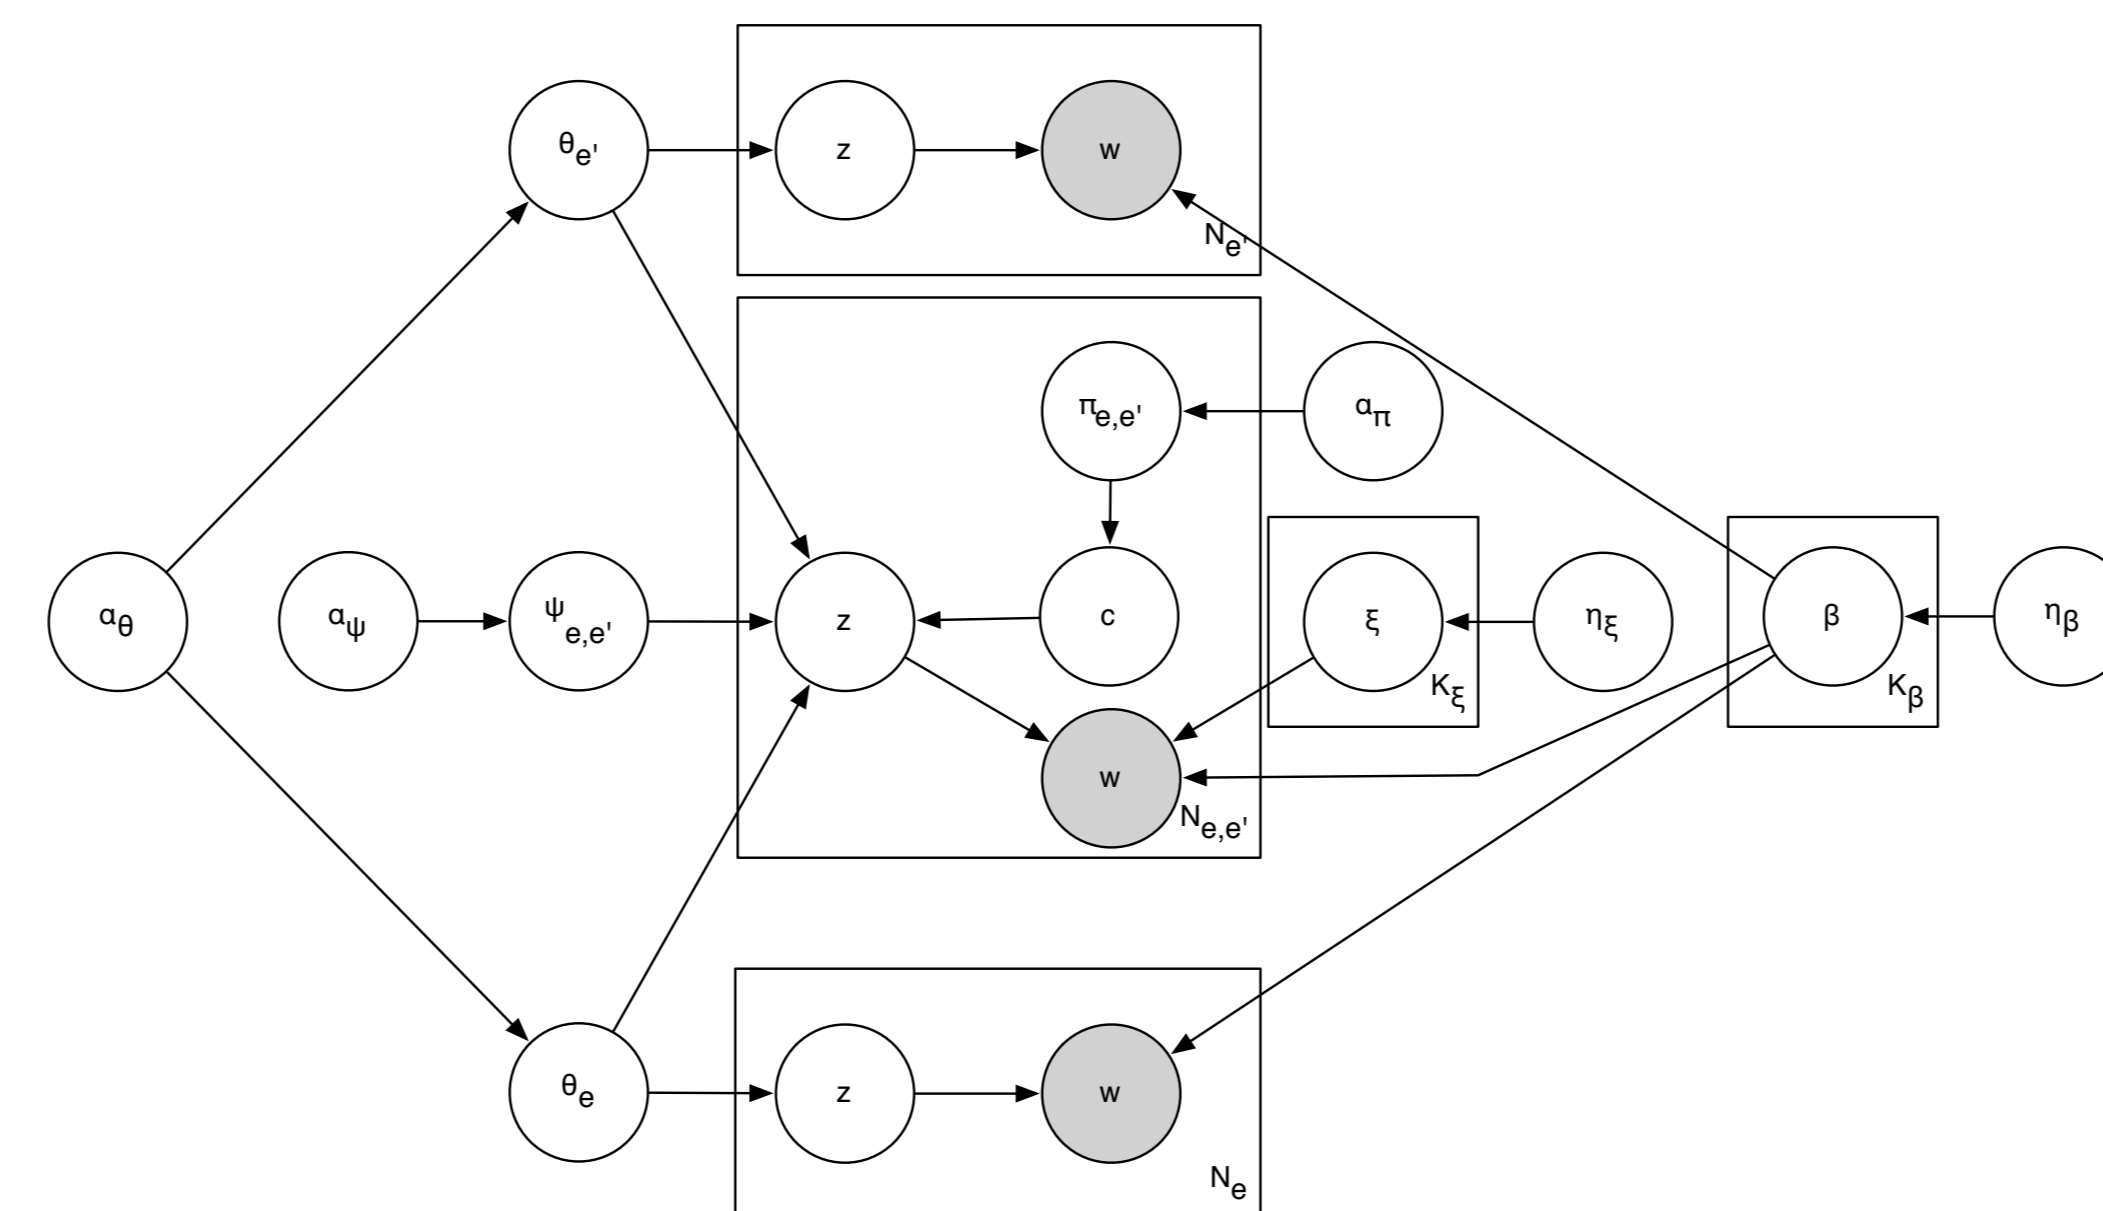 θe'
z
w
Ne'
πe,e'
απ
αθ
αψ
ψe,e'
z
c
ξ
Kξ
ηξ
β
Kβ
ηβ
w
Ne,e'
θe
z
w
Ne